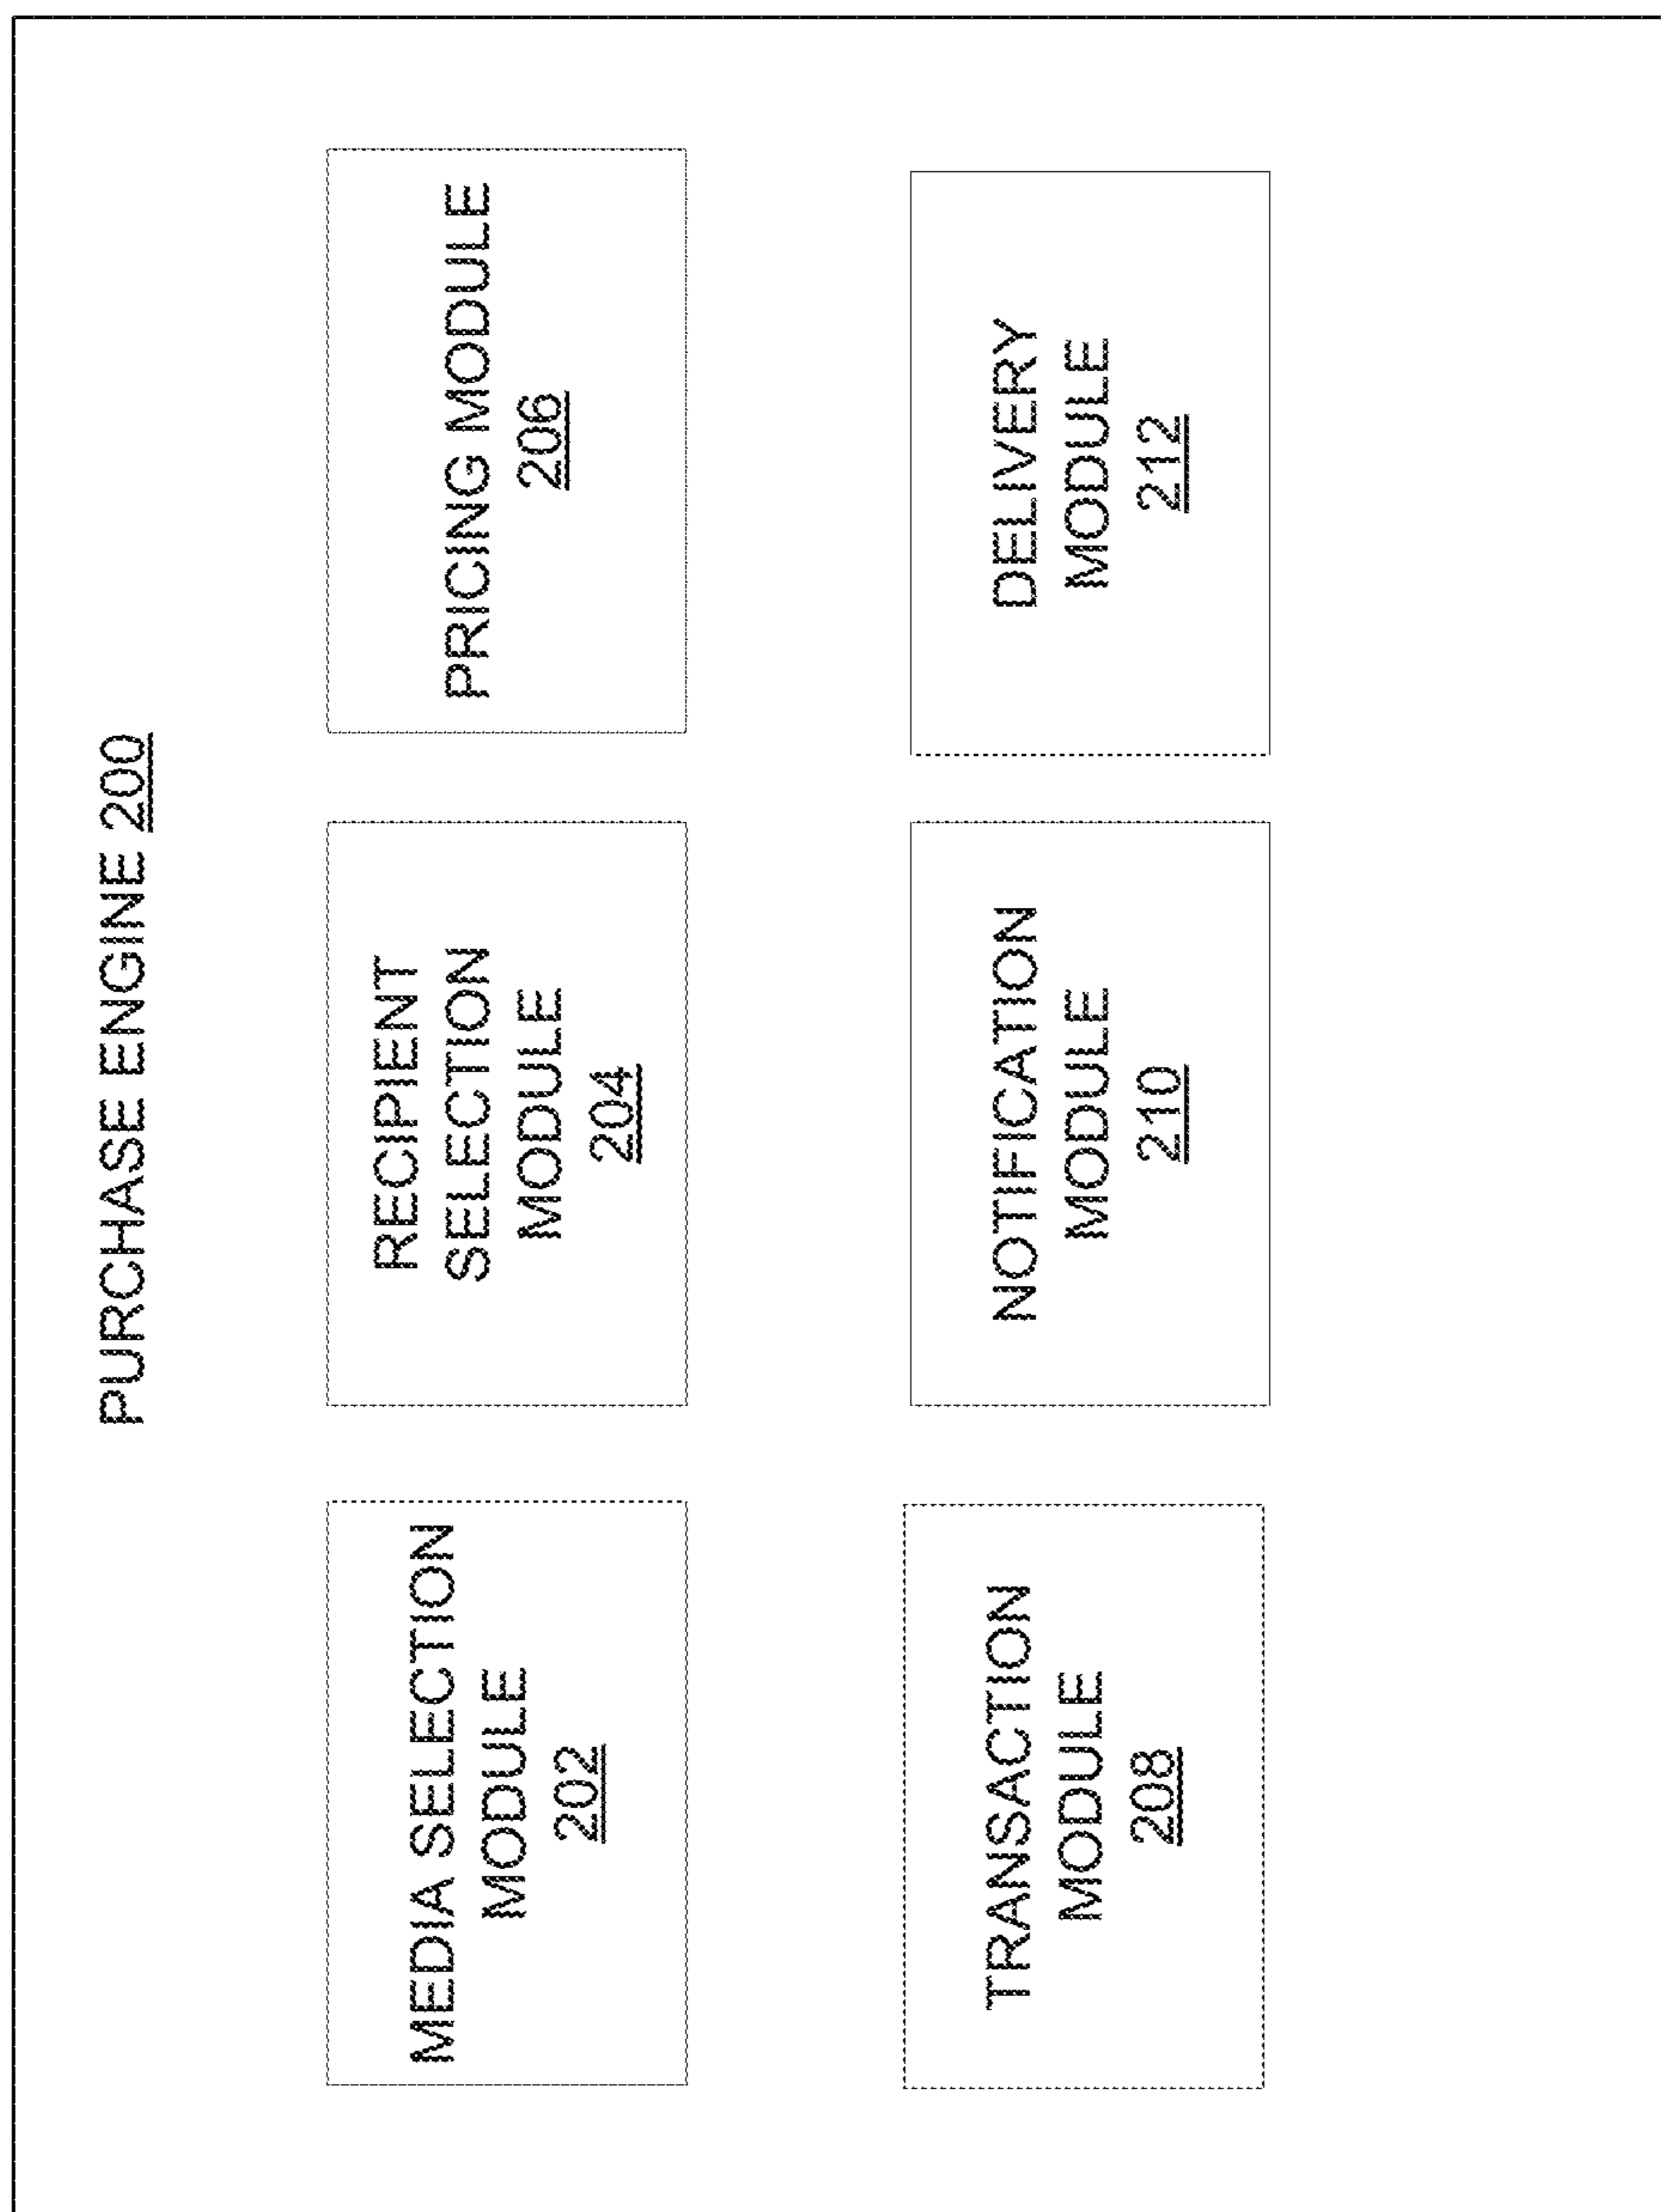 PURCHASE ENGINE 200
MEDIA SELECTION
MODULE
202
RECIPIENT
SELECTION
MODULE
204
PRICING MODULE
206
TRANSACTION
MODULE
208
NOTIFICATION
MODULE
210
DELIVERY
MODULE
212